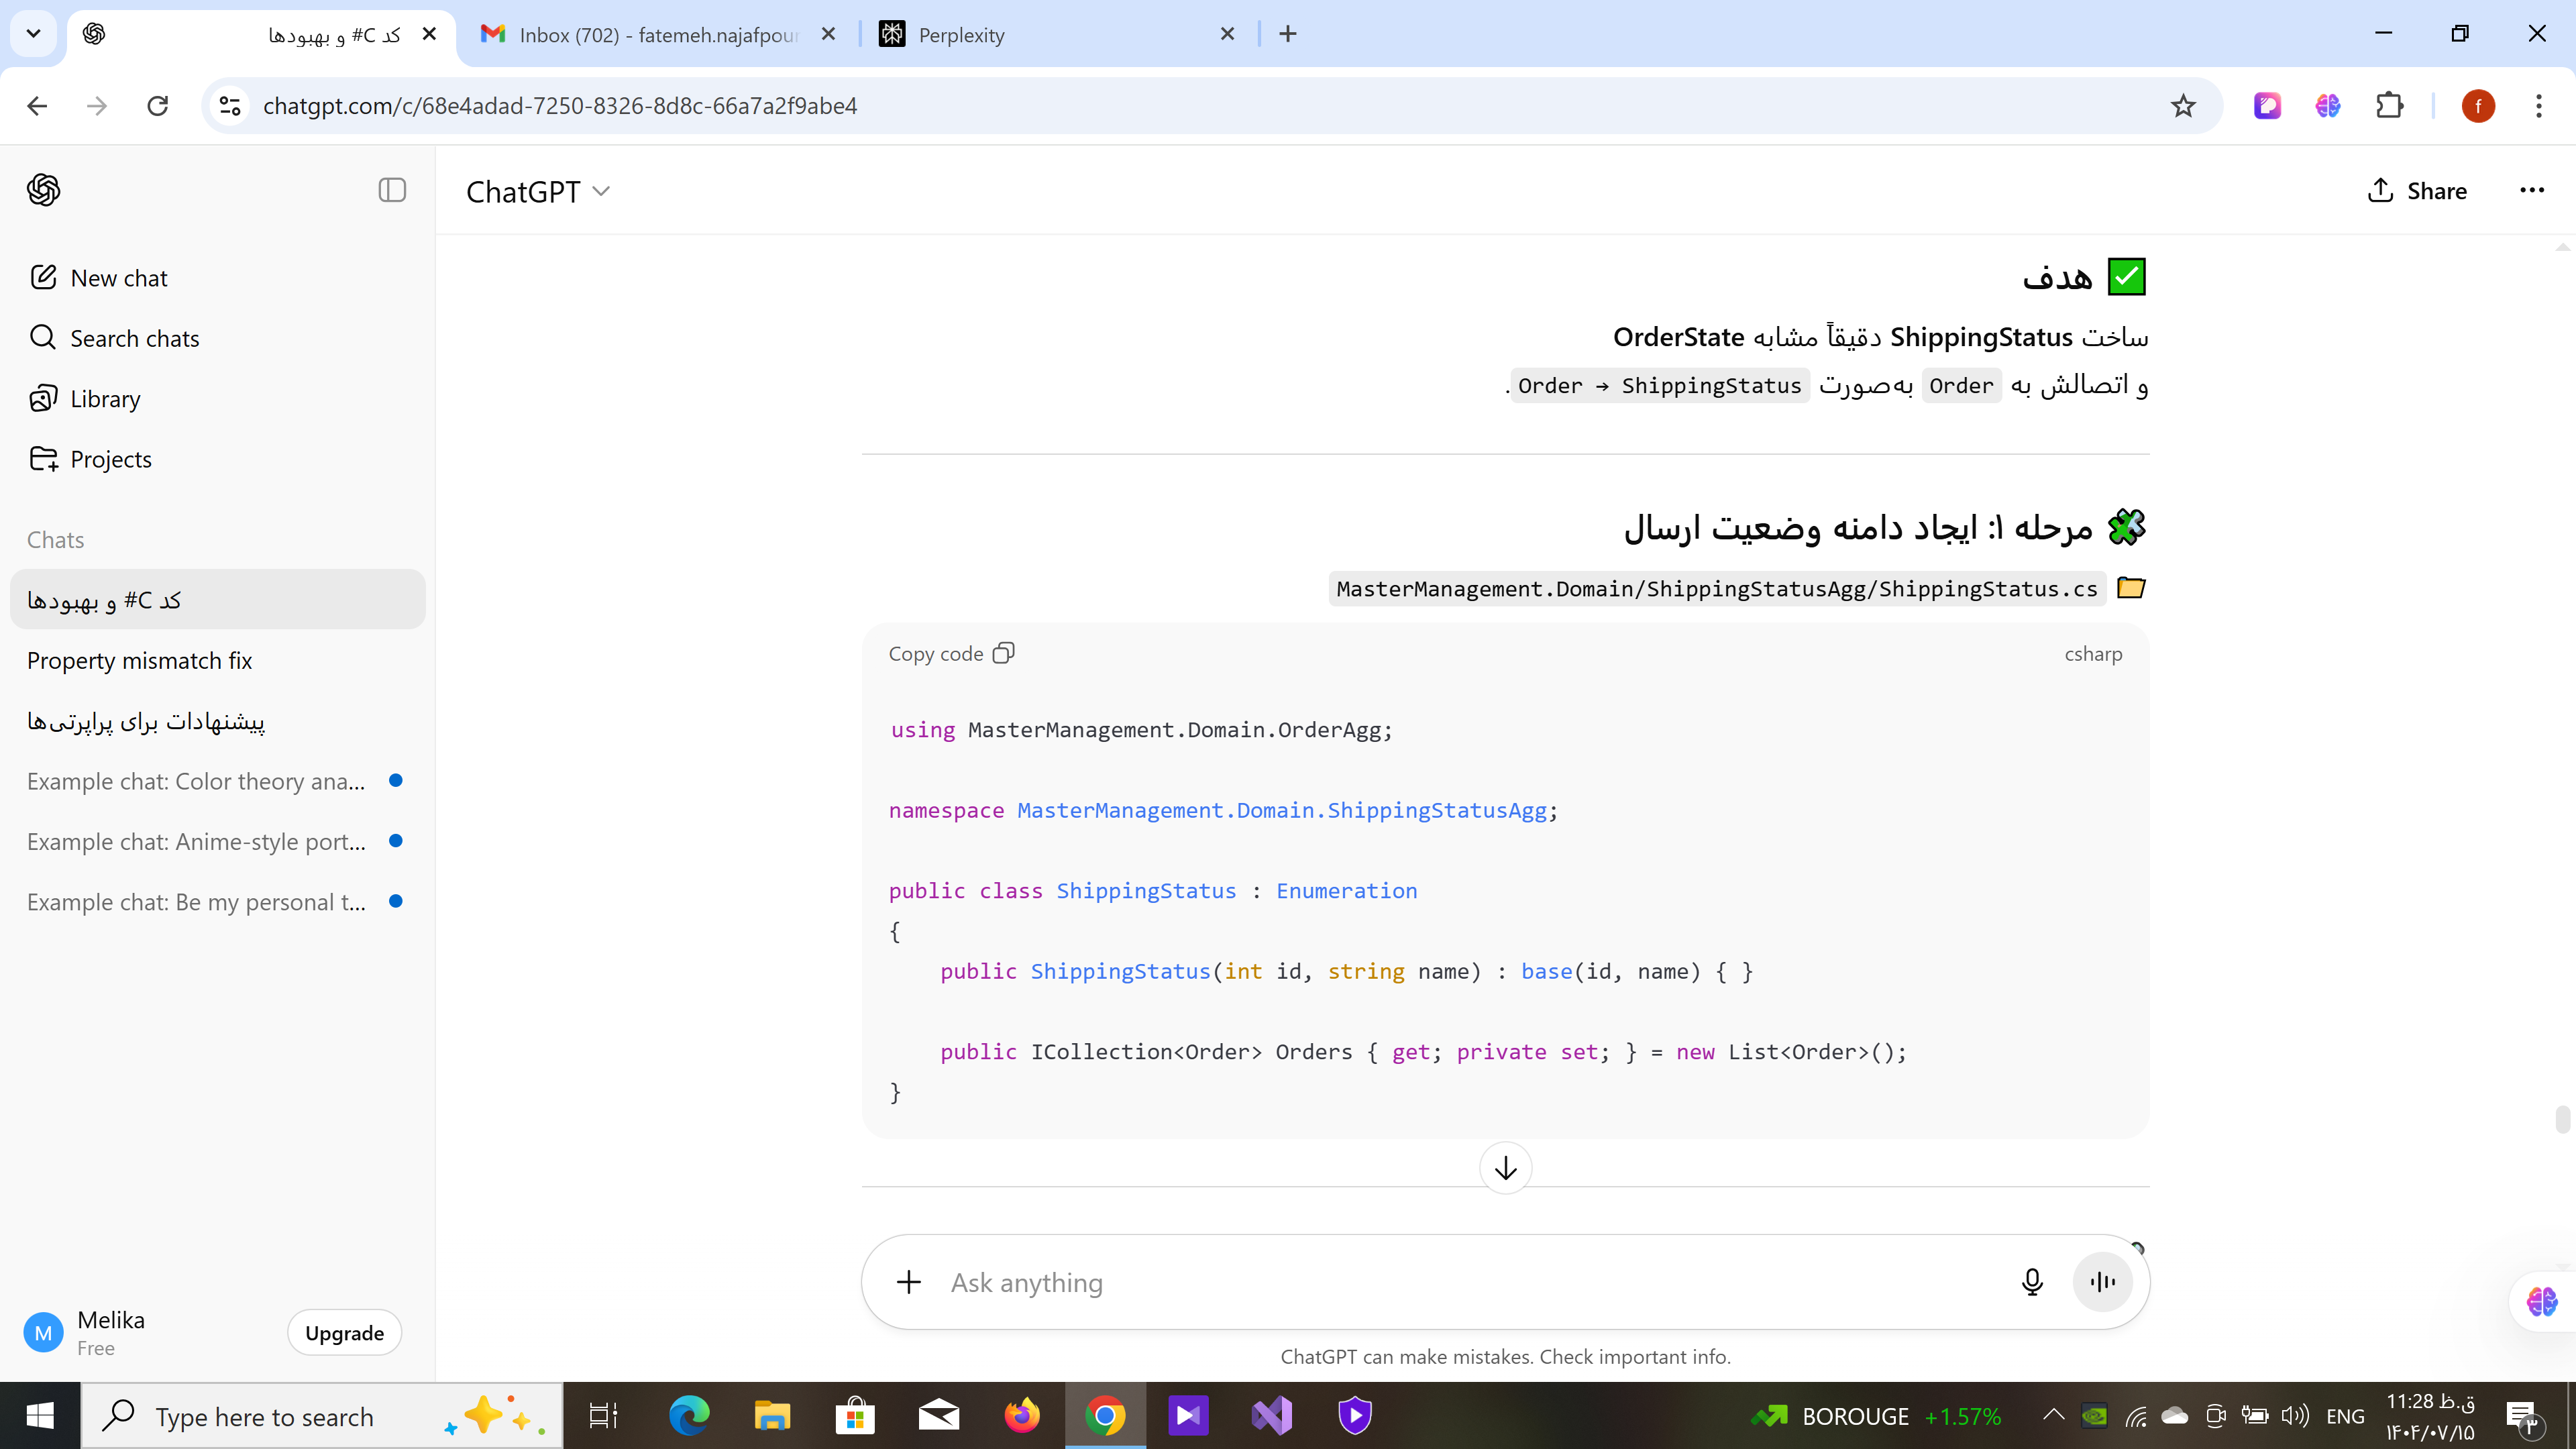 کد C# و بهبودها
Inbox (702) - fatemeh.najafpour
Perplexity
chatgpt.com/c/68e4adad-7250-8326-8d8c-66a7a2f9abe4
f
ChatGPT
Share
New chat
Search chats
Library
Projects
Chats
کد C# و بهبودها
Property mismatch fix
پیشنهادات برای پراپرتی‌ها
Example chat: Color theory ana...
Example chat: Anime-style port...
Example chat: Be my personal t...
M
Melika
Free
Upgrade
هدف
ساخت ShippingStatus دقیقاً مشابه OrderState
و اتصالش به Order به‌صورت Order → ShippingStatus.
مرحله ۱: ایجاد دامنه وضعیت ارسال
MasterManagement.Domain/ShippingStatusAgg/ShippingStatus.cs
Copy code
csharp
using MasterManagement.Domain.OrderAgg;
namespace MasterManagement.Domain.ShippingStatusAgg;
public class ShippingStatus : Enumeration
{
public ShippingStatus(int id, string name) : base(id, name) { }
public ICollection<Order> Orders { get; private set; } = new List<Order>();
}
Ask anything
ChatGPT can make mistakes. Check important info.
Type here to search
BOROUGE +1.57%
ENG
11:28 ق.ظ
۱۴۰۴/۰۷/۱۵
۳